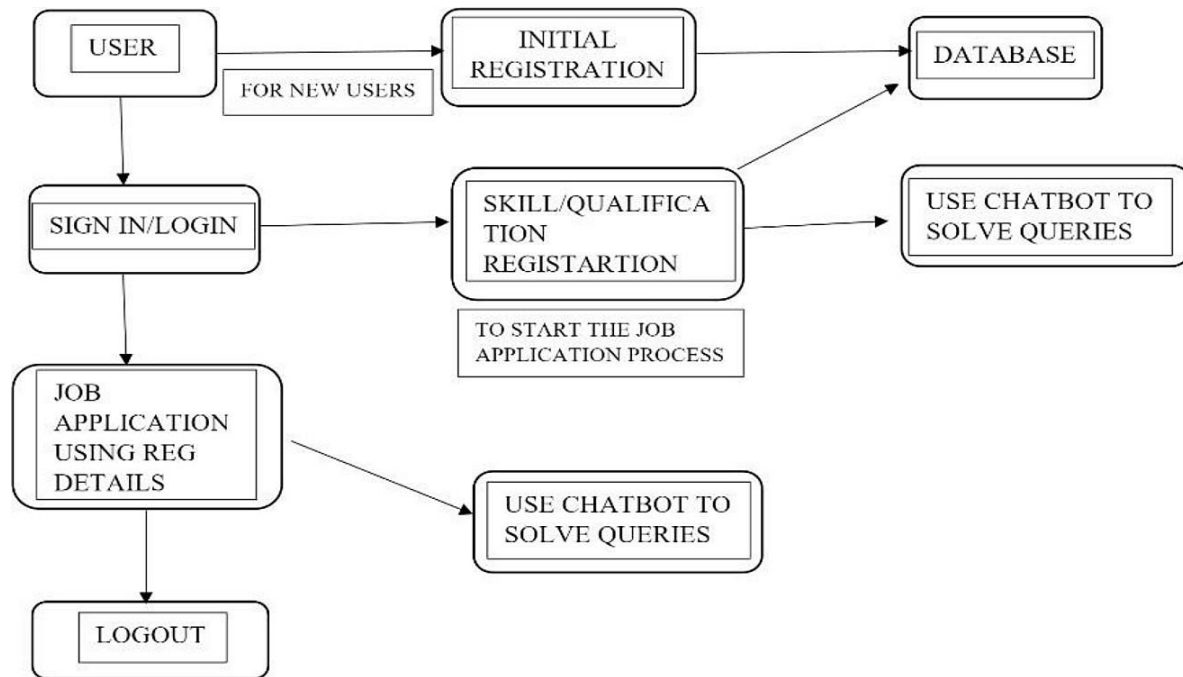 USER
INITIAL
REGISTRATION
DATABASE
FOR NEW USERS
SIGN IN/LOGIN
SKILL/QUALIFICA
TION
REGISTARTION
USE CHATBOT TO
SOLVE QUERIES
TO START THE JOB
APPLICATION PROCESS
JOB
APPLICATION
USING REG
DETAILS
USE CHATBOT TO
SOLVE QUERIES
LOGOUT